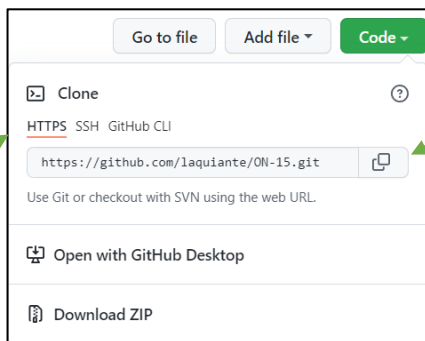 Go to file Add file Code
Clone
HTTPS SSH GitHub CLI
https://github.com/laquiante/ON-15.git
Use Git or checkout with SVN using the web URL.
Open with GitHub Desktop
Download ZIP